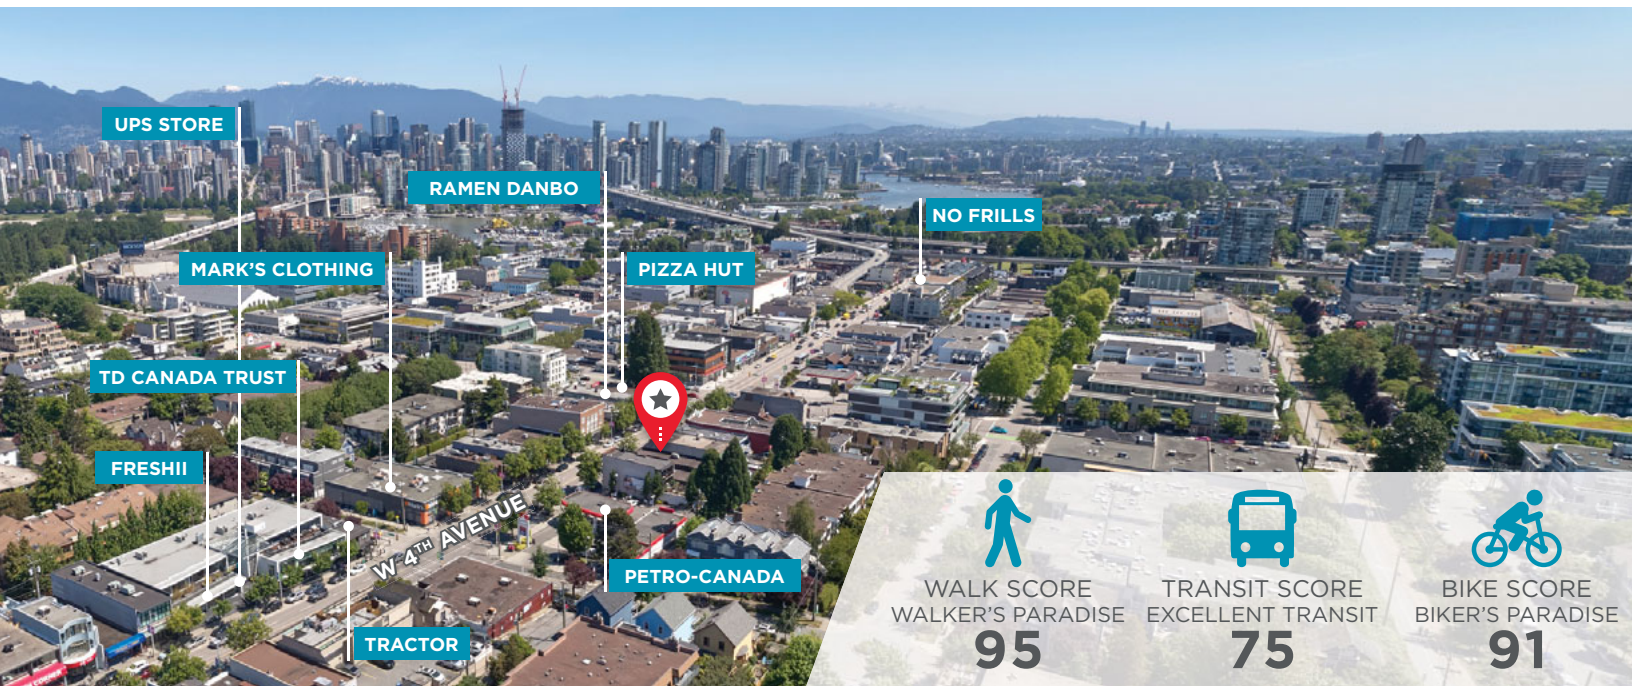 UPS STORE
RAMEN DANBO
NO FRILLS
MARK'S CLOTHING
PIZZA HUT
TD CANADA TRUST
FRESHII
W 4TH AVENUE
PETRO-CANADA
TRACTOR
WALK SCORE
WALKER'S PARADISE
95
TRANSIT SCORE
EXCELLENT TRANSIT
75
BIKE SCORE
BIKER'S PARADISE
91